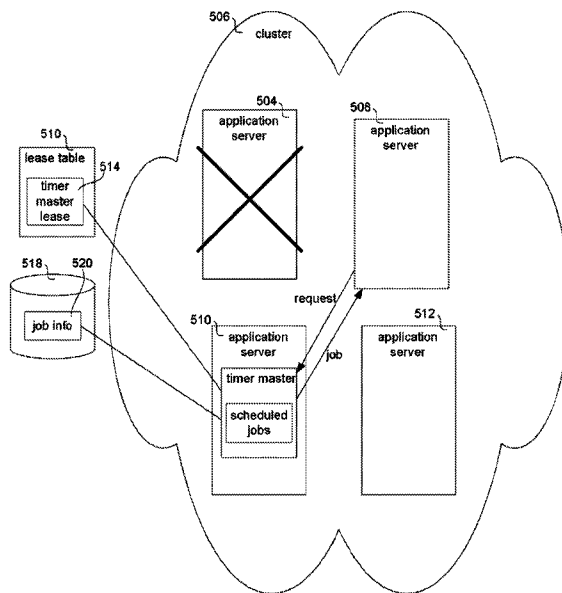 506
cluster
504
application
server
508
application
server
510
lease table
514
timer
master
lease
518
520
job info
request
510
application
server
job
512
application
server
timer master
scheduled
jobs